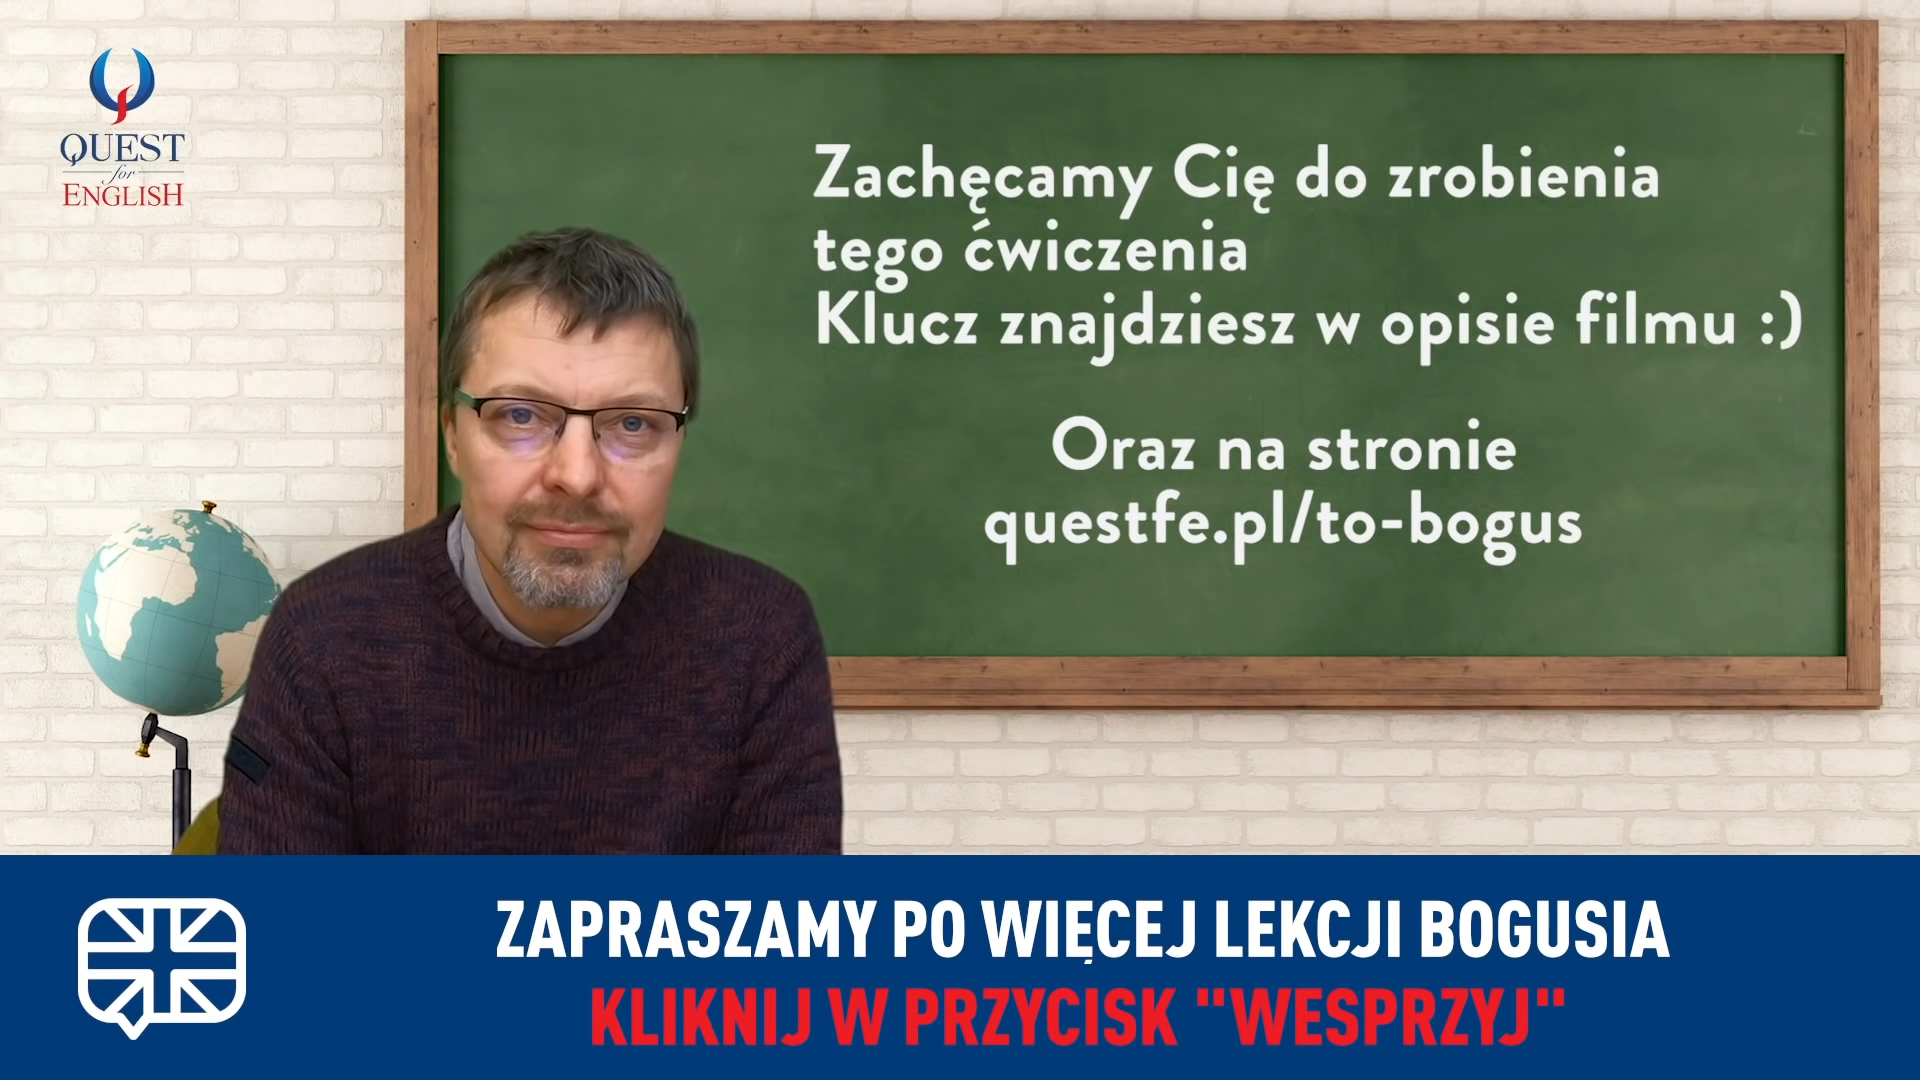 QUEST
for
ENGLISH
Zachęcamy Cię do zrobienia
tego ćwiczenia
Klucz znajdziesz w opisie filmu :)
Oraz na stronie
questfe.pl/to-bogus
ZAPRASZAMY PO WIĘCEJ LEKCJI BOGUSIA
KLIKNIJ W PRZYCISK "WESPRZYJ"